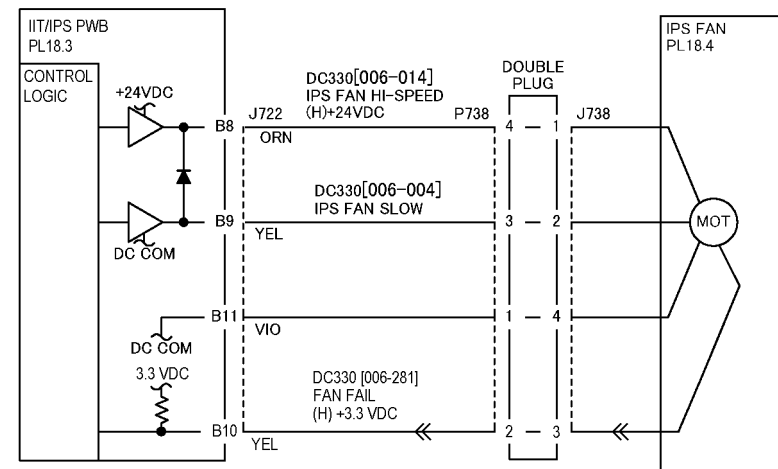 IIT/IPS PWB
PL18.3
IPS FAN
PL18.4
CONTROL
LOGIC
+24VDC
DC330[006-014]
IPS FAN HI-SPEED
(H)+24VDC
DOUBLE
PLUG
J722
P738
J738
B8
ORN
4 - 1
DC330[006-004]
IPS FAN SLOW
B9
YEL
3 - 2
MOT
DC COM
B11
VIO
1 - 4
DC COM
3.3 VDC
DC330 [006-281]
FAN FAIL
(H) +3.3 VDC
B10
YEL
2 - 3